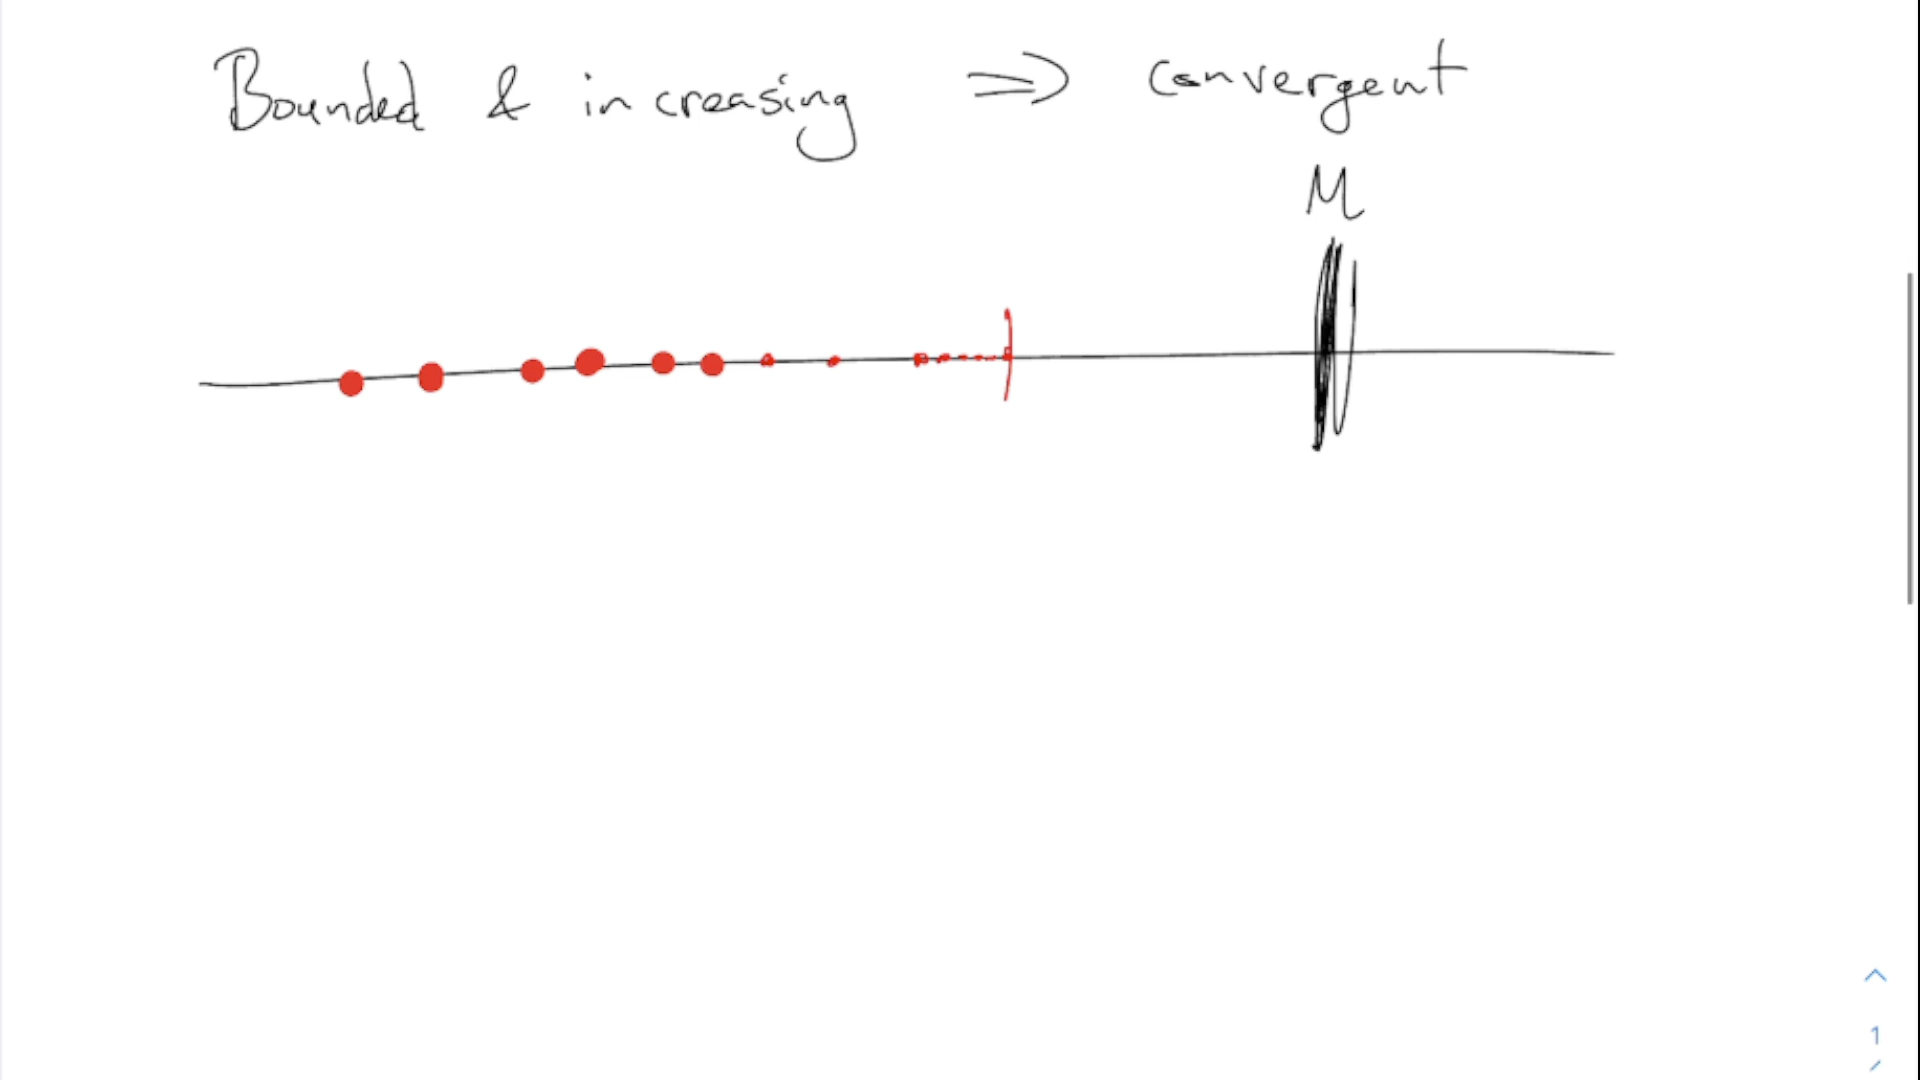 Bounded & increasing => convergent
M
1